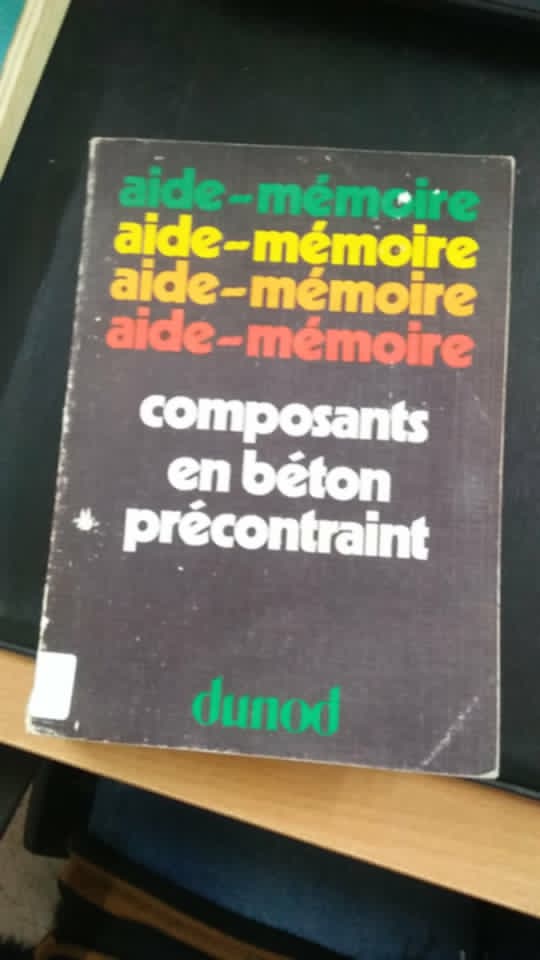 aide-mémoire
aide-mémoire
aide-mémoire
aide-mémoire
composants
en béton
précontraint
dunod